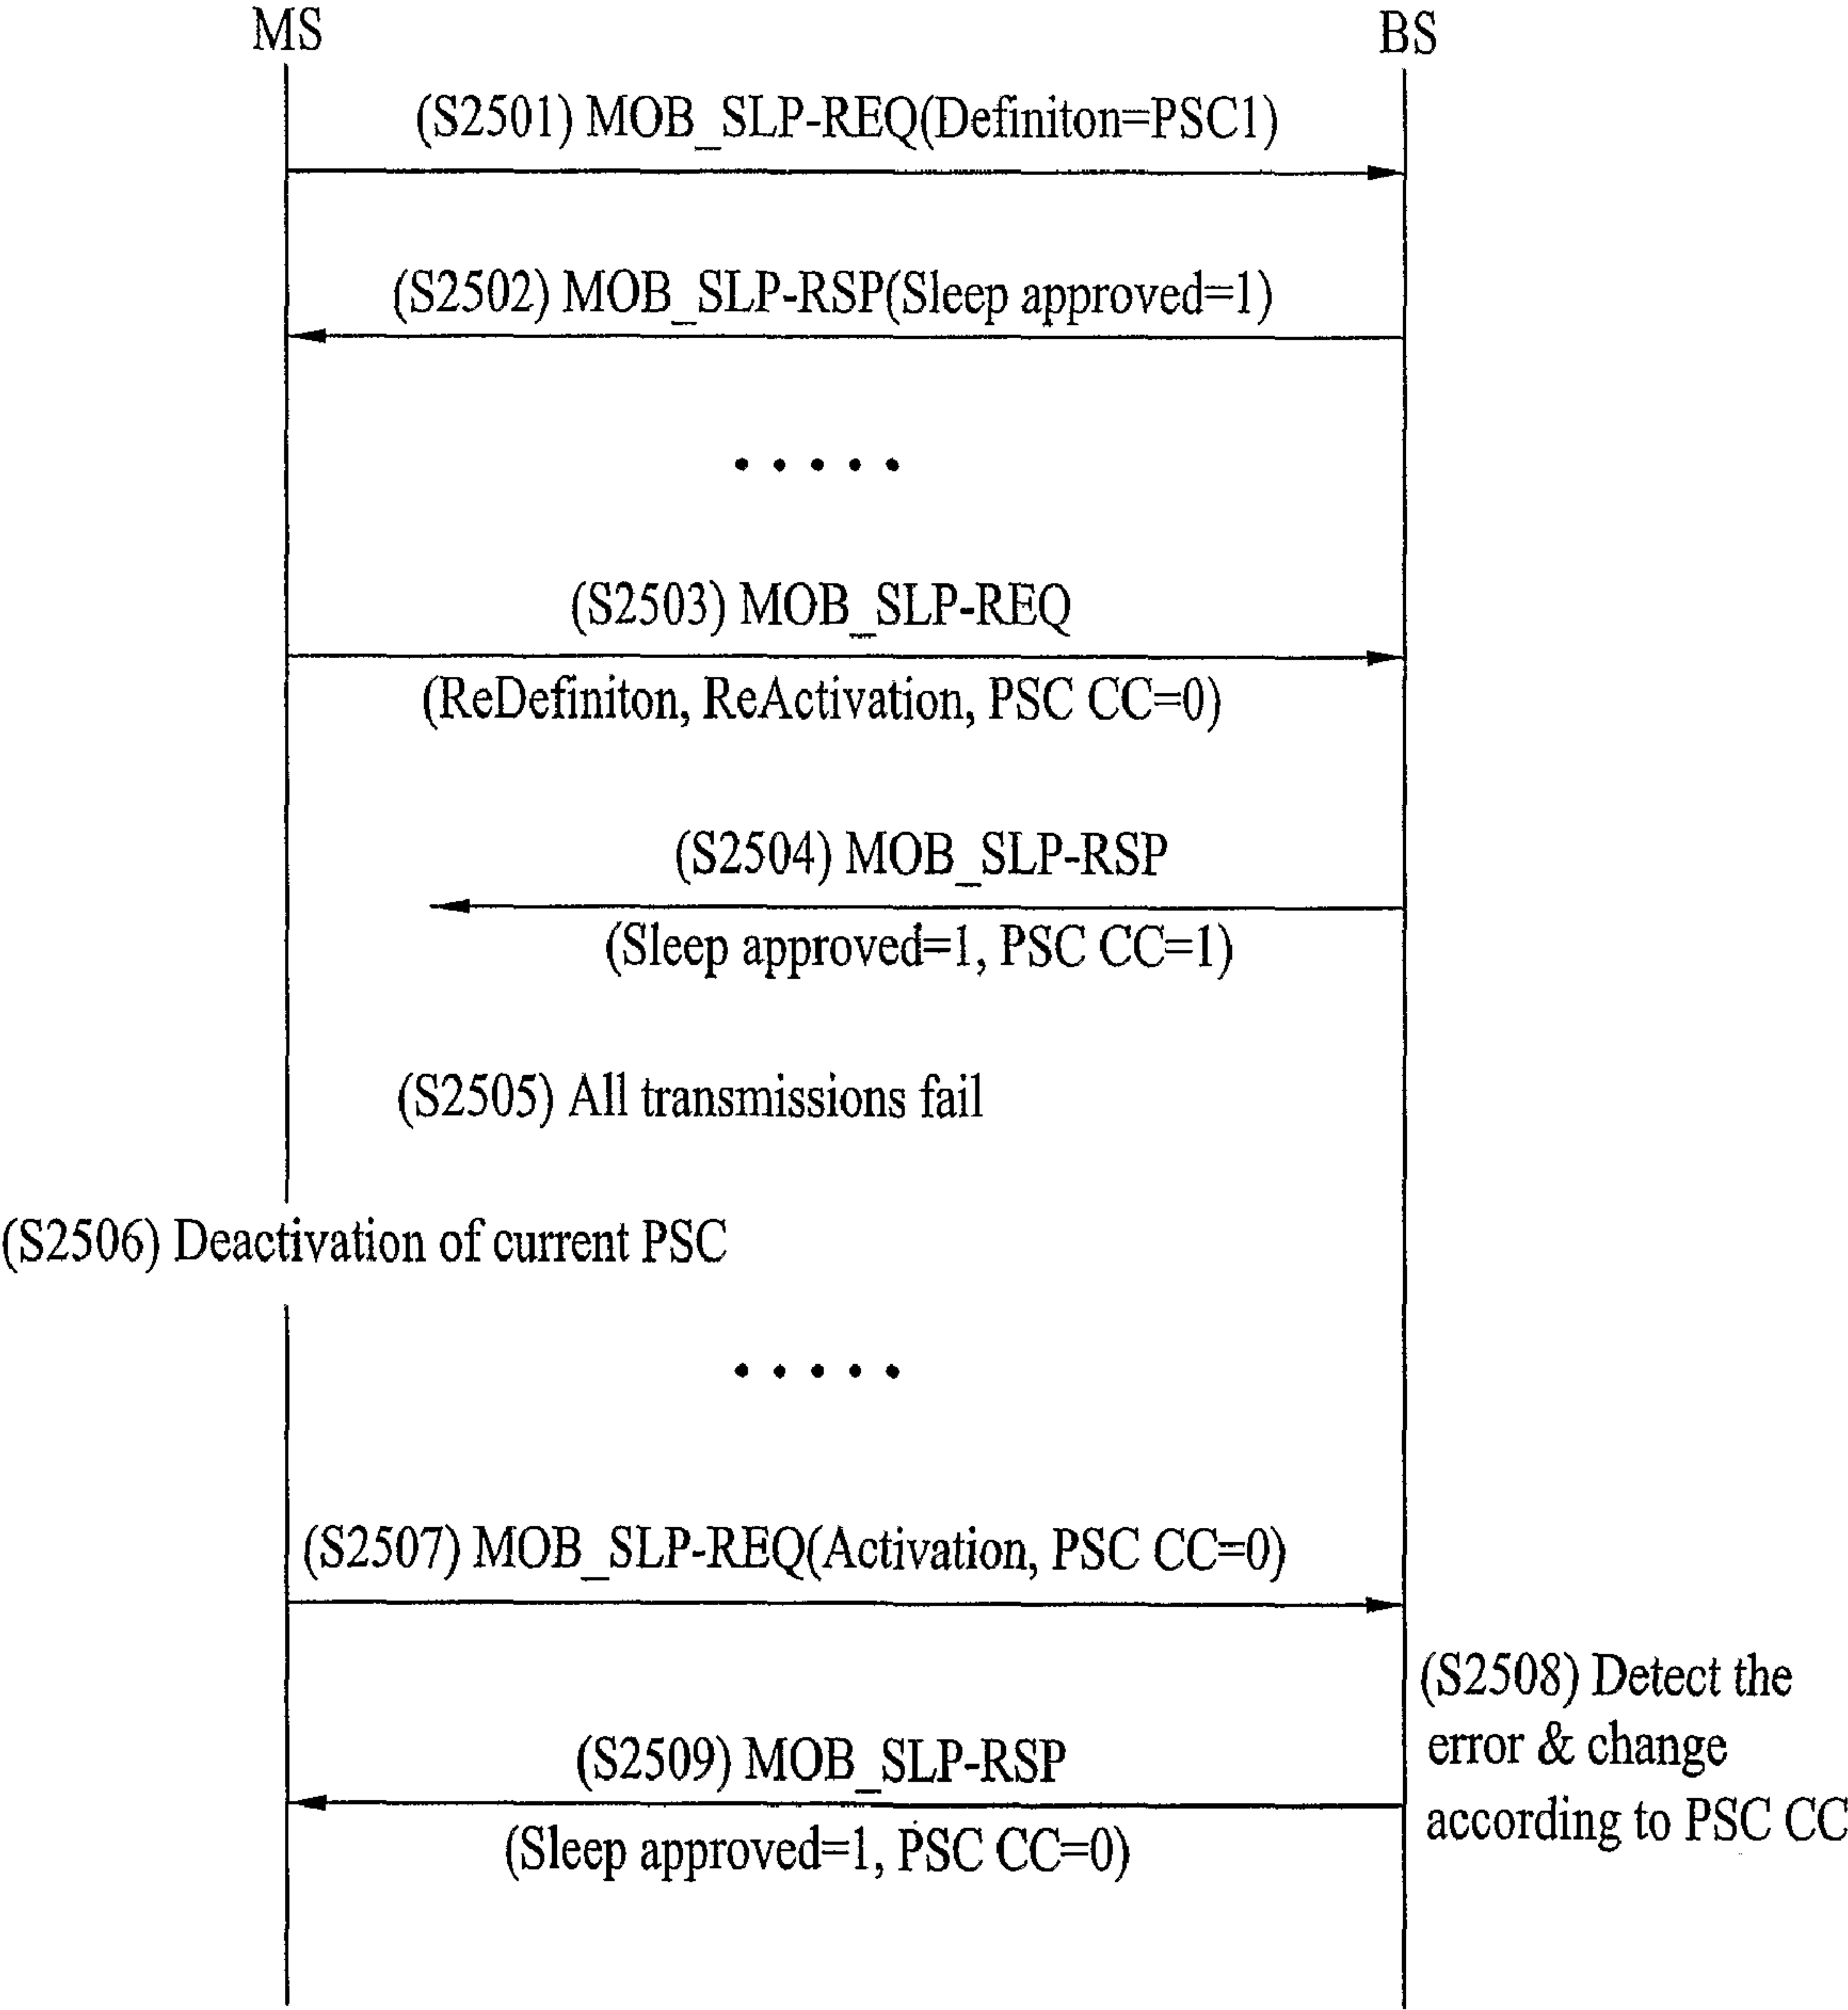 MS
BS
(S2501) MOB_SLP-REQ(Definiton=PSC1)
(S2502) MOB_SLP-RSP(Sleep approved=1)
(S2503) MOB_SLP-REQ
(ReDefiniton, ReActivation, PSC CC=0)
(S2504) MOB_SLP-RSP
(Sleep approved=1, PSC CC=1)
(S2505) All transmissions fail
(S2506) Deactivation of current PSC
(S2507) MOB_SLP-REQ(Activation, PSC CC=0)
(S2508) Detect the
error & change
according to PSC CC
(S2509) MOB_SLP-RSP
(Sleep approved=1, PSC CC=0)